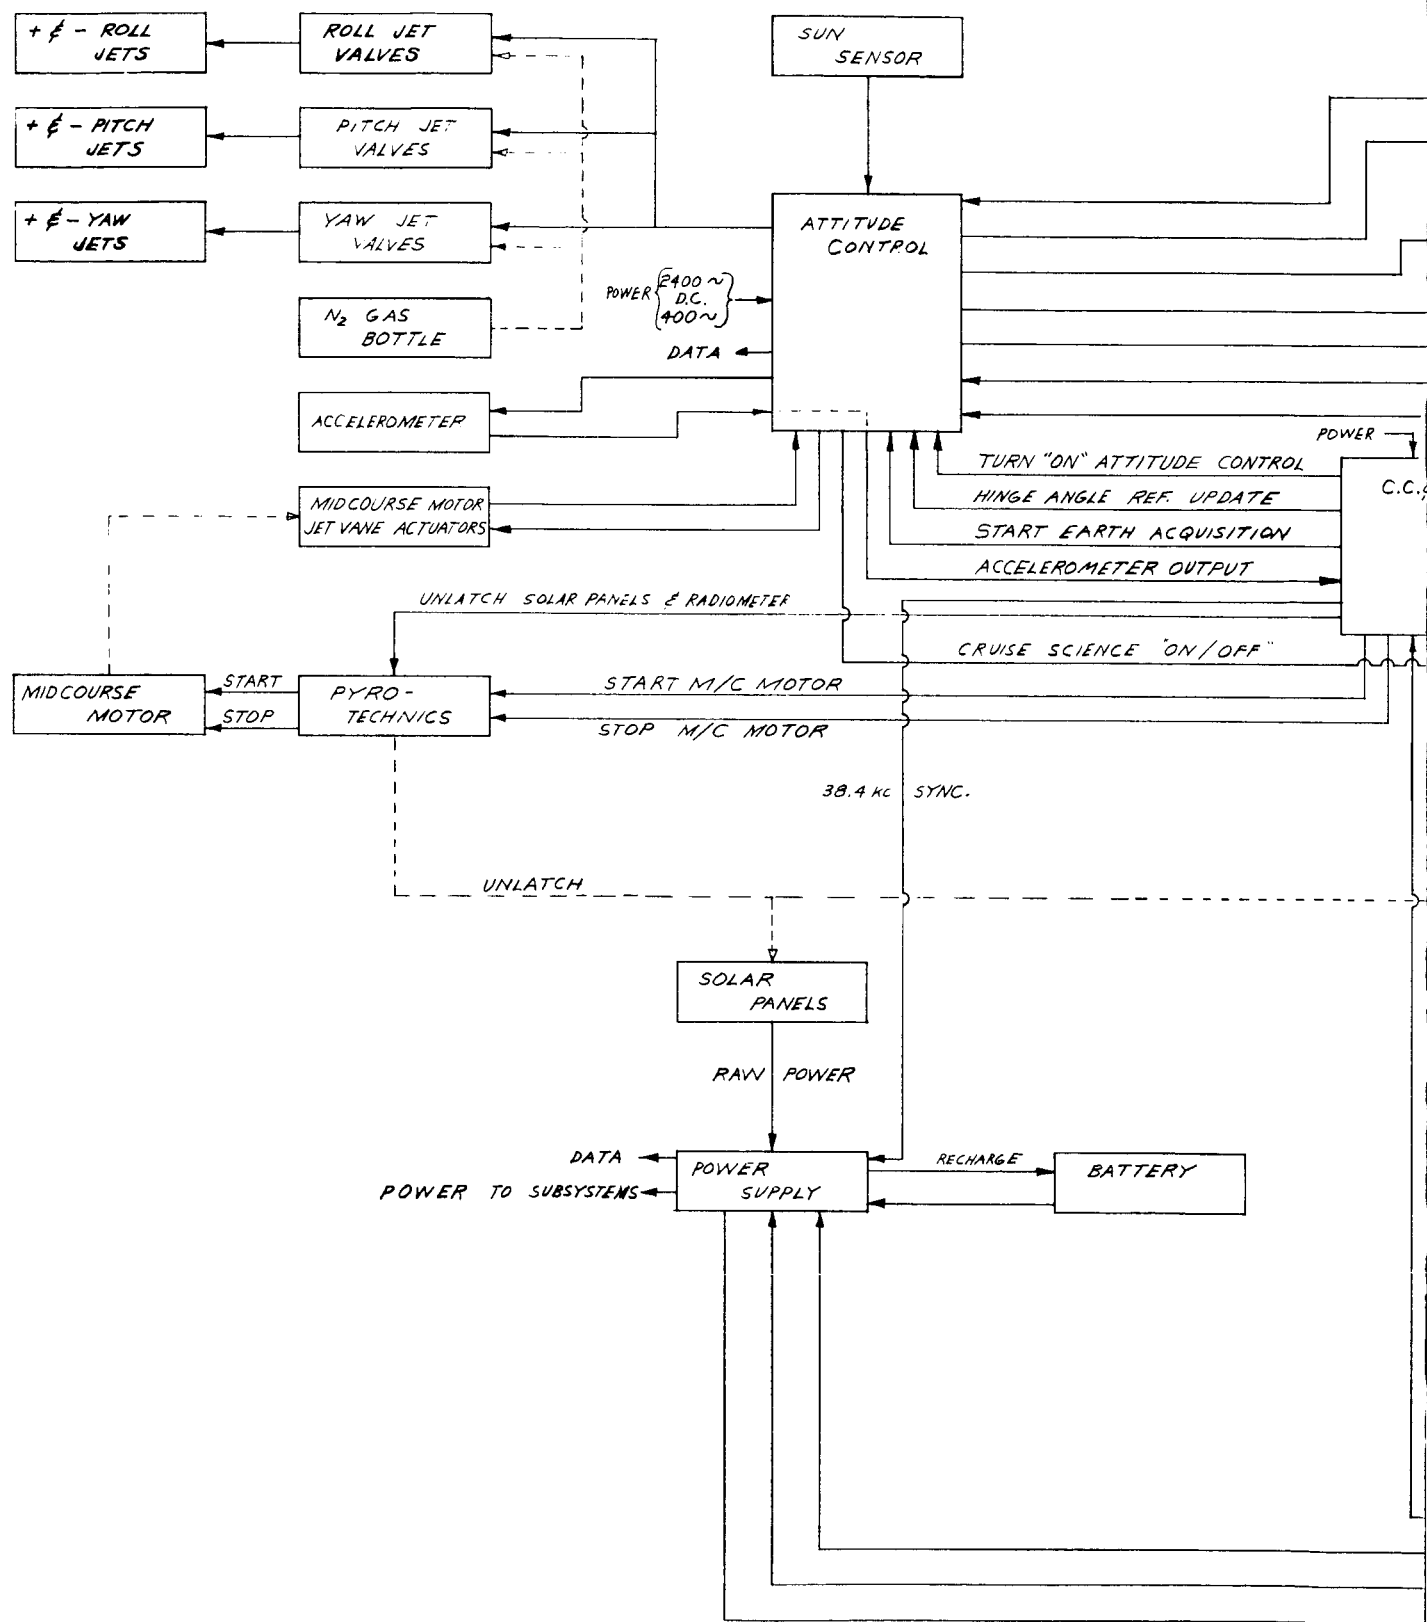 + & - ROLL
JETS
ROLL JET
VALVES
SUN
SENSOR
+ & - PITCH
JETS
PITCH JET
VALVES
+ & - YAW
JETS
YAW JET
VALVES
ATTITUDE
CONTROL
N₂ GAS
BOTTLE
POWER { 2400 ~
D.C.
400 ~ }
DATA
ACCELEROMETER
POWER
C.C.&
TURN "ON" ATTITUDE CONTROL
HINGE ANGLE REF. UPDATE
START EARTH ACQUISITION
ACCELEROMETER OUTPUT
MIDCOURSE MOTOR
JET VANE ACTUATORS
UNLATCH SOLAR PANELS & RADIOMETER
CRUISE SCIENCE "ON/OFF"
MIDCOURSE
MOTOR
START
STOP
PYRO-
TECHNICS
START M/C MOTOR
STOP M/C MOTOR
38.4 KC SYNC.
UNLATCH
SOLAR
PANELS
RAW POWER
DATA
POWER TO SUBSYSTEMS
POWER
SUPPLY
RECHARGE
BATTERY